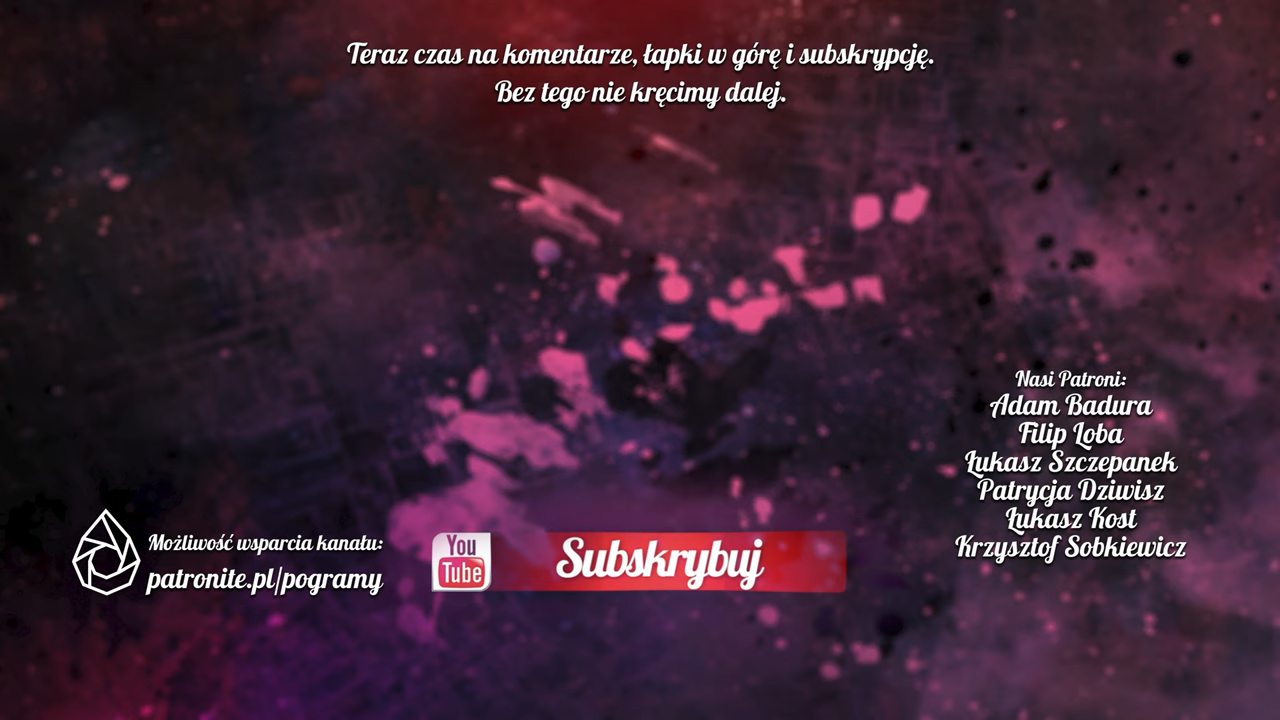 Teraz czas na komentarze, łapki w górę i subskrypcję.
Bez tego nie kręcimy dalej.
Nasi Patroni:
Adam Badura
Filip Loba
Łukasz Szczepanek
Patrycja Dziwisz
Łukasz Kost
Krzysztof Sobkiewicz
Możliwość wsparcia kanału:
patronite.pl/pogramy
You
Tube
Subskrybuj